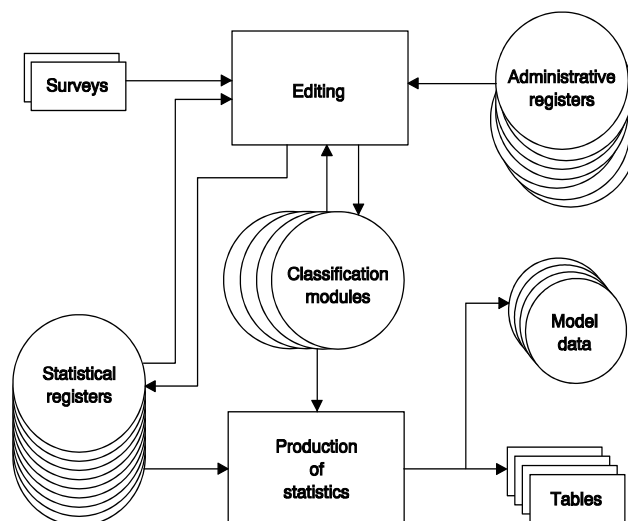 Surveys
Editing
Administrative
registers
Classification
modules
Model
data
Statistical
registers
Production
of
statistics
Tables